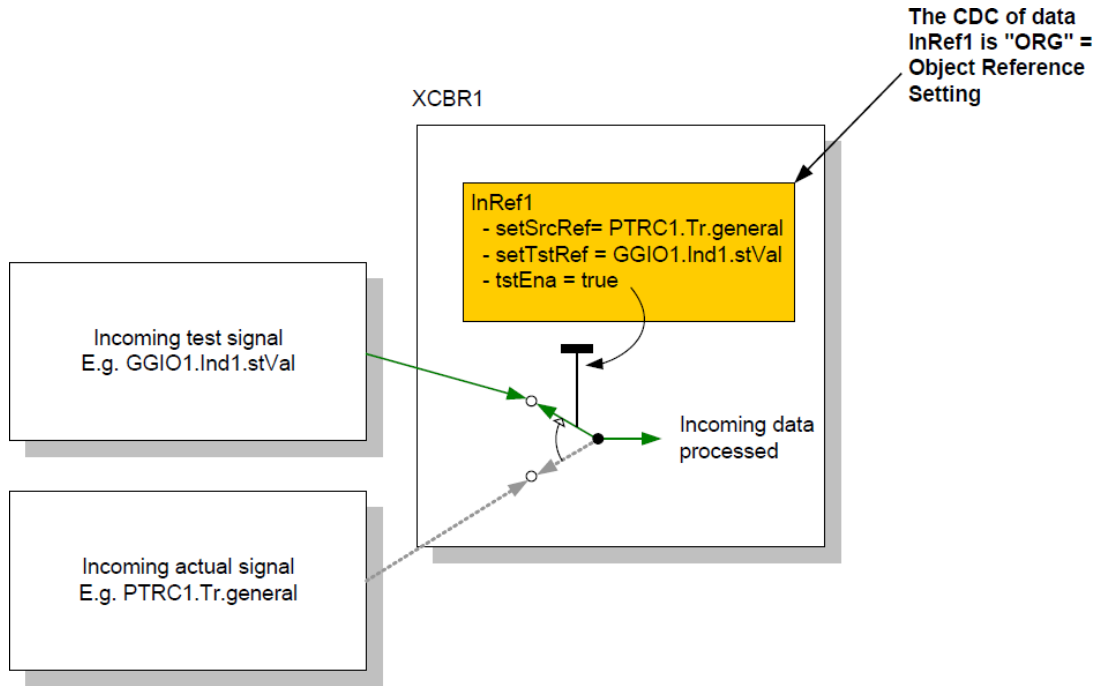 The CDC of data
InRef1 is "ORG" =
Object Reference
Setting
XCBR1
InRef1
- setSrcRef= PTRC1.Tr.general
- setTstRef = GGIO1.Ind1.stVal
- tstEna = true
Incoming test signal
E.g. GGIO1.Ind1.stVal
Incoming data
processed
Incoming actual signal
E.g. PTRC1.Tr.general